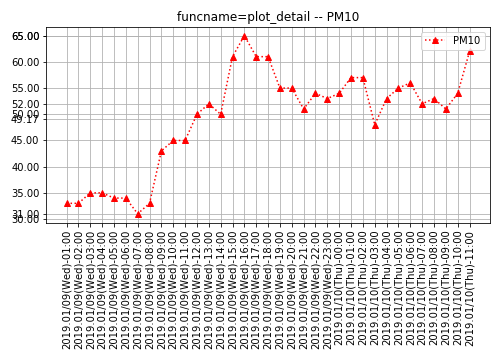 funcname=plot_detail -- PM10
PM10
65.00
60.00
55.00
52.00
50.00
49.17
45.00
40.00
35.00
31.00
30.00
2019.01/09(Wed)-01:00
2019.01/09(Wed)-02:00
2019.01/09(Wed)-03:00
2019.01/09(Wed)-04:00
2019.01/09(Wed)-05:00
2019.01/09(Wed)-06:00
2019.01/09(Wed)-07:00
2019.01/09(Wed)-08:00
2019.01/09(Wed)-09:00
2019.01/09(Wed)-10:00
2019.01/09(Wed)-11:00
2019.01/09(Wed)-12:00
2019.01/09(Wed)-13:00
2019.01/09(Wed)-14:00
2019.01/09(Wed)-15:00
2019.01/09(Wed)-16:00
2019.01/09(Wed)-17:00
2019.01/09(Wed)-18:00
2019.01/09(Wed)-19:00
2019.01/09(Wed)-20:00
2019.01/09(Wed)-21:00
2019.01/09(Wed)-22:00
2019.01/09(Wed)-23:00
2019.01/10(Thu)-00:00
2019.01/10(Thu)-01:00
2019.01/10(Thu)-02:00
2019.01/10(Thu)-03:00
2019.01/10(Thu)-04:00
2019.01/10(Thu)-05:00
2019.01/10(Thu)-06:00
2019.01/10(Thu)-07:00
2019.01/10(Thu)-08:00
2019.01/10(Thu)-09:00
2019.01/10(Thu)-10:00
2019.01/10(Thu)-11:00